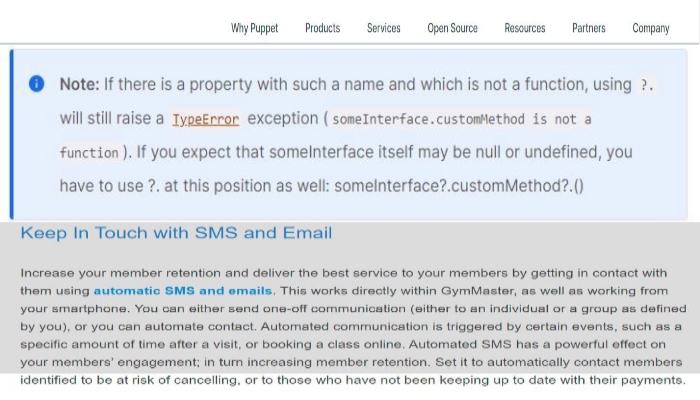 Why Puppet Products Services Open Source Resources Partners Company
Note: If there is a property with such a name and which is not a function, using ?.
will still raise a TypeError exception ( someInterface.customMethod is not a
function ). If you expect that someInterface itself may be null or undefined, you
have to use ?. at this position as well: someInterface?.customMethod?.()
Keep In Touch with SMS and Email
Increase your member retention and deliver the best service to your members by getting in contact with
them using automatic SMS and emails. This works directly within GymMaster, as well as working from
your smartphone. You can either send one-off communication (either to an individual or a group as defined
by you), or you can automate contact. Automated communication is triggered by certain events, such as a
specific amount of time after a visit, or booking a class online. Automated SMS has a powerful effect on
your members' engagement; in turn increasing member retention. Set it to automatically contact members
identified to be at risk of cancelling, or to those who have not been keeping up to date with their payments.